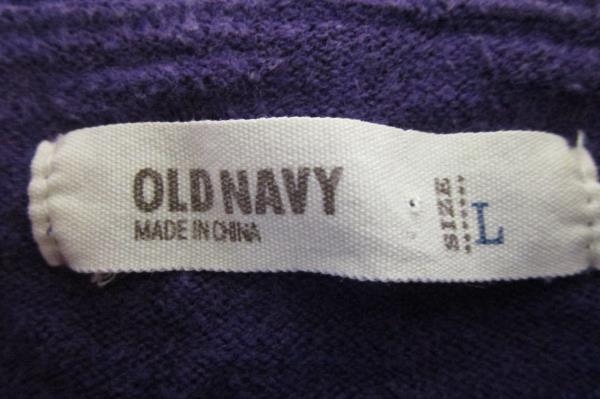 OLD NAVY
MADE IN CHINA
SIZE
L